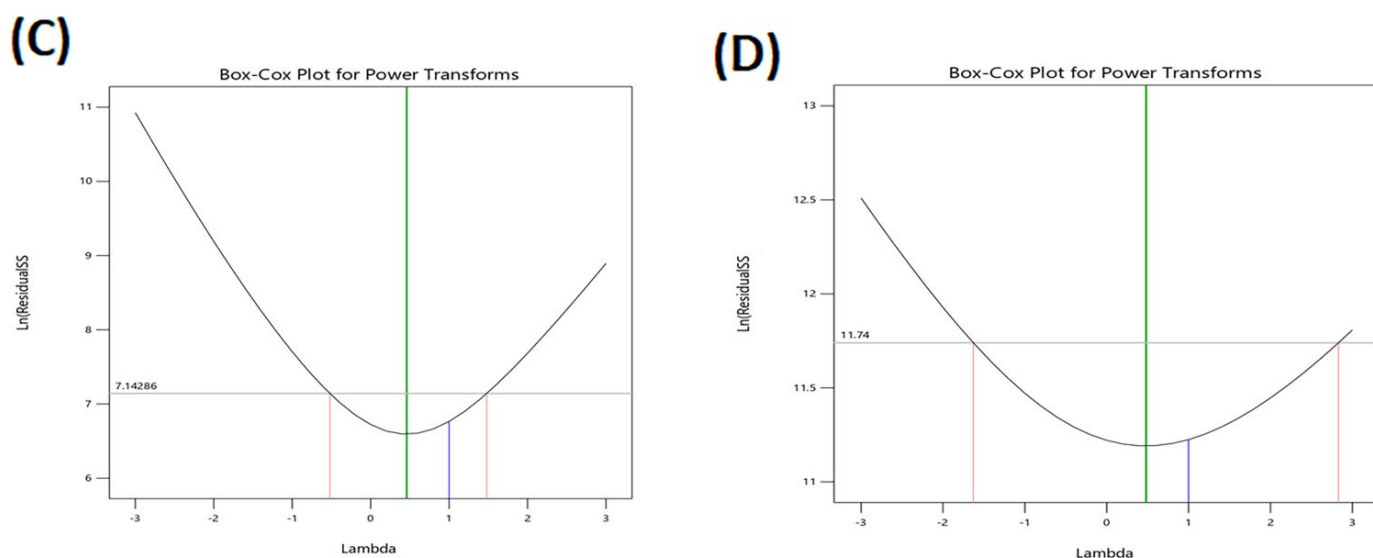 (C)
Box-Cox Plot for Power Transforms
11
10
9
8
7.14286
7
6
Ln(ResidualSS
-3 -2 -1 0 1 2 3
Lambda
(D)
Box-Cox Plot for Power Transforms
13
12.5
12
11.74
11.5
11
Ln(ResidualSS
-3 -2 -1 0 1 2 3
Lambda